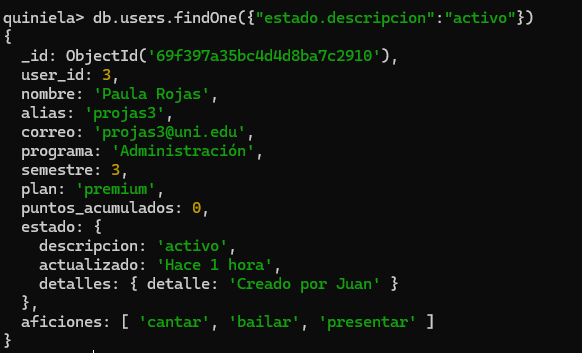 quiniela> db.users.findOne({"estado.descripcion":"activo"})
{
  _id: ObjectId('69f397a35bc4d4d8ba7c2910'),
  user_id: 3,
  nombre: 'Paula Rojas',
  alias: 'projas3',
  correo: 'projas3@uni.edu',
  programa: 'Administración',
  semestre: 3,
  plan: 'premium',
  puntos_acumulados: 0,
  estado: {
    descripcion: 'activo',
    actualizado: 'Hace 1 hora',
    detalles: { detalle: 'Creado por Juan' }
  },
  aficiones: [ 'cantar', 'bailar', 'presentar' ]
}